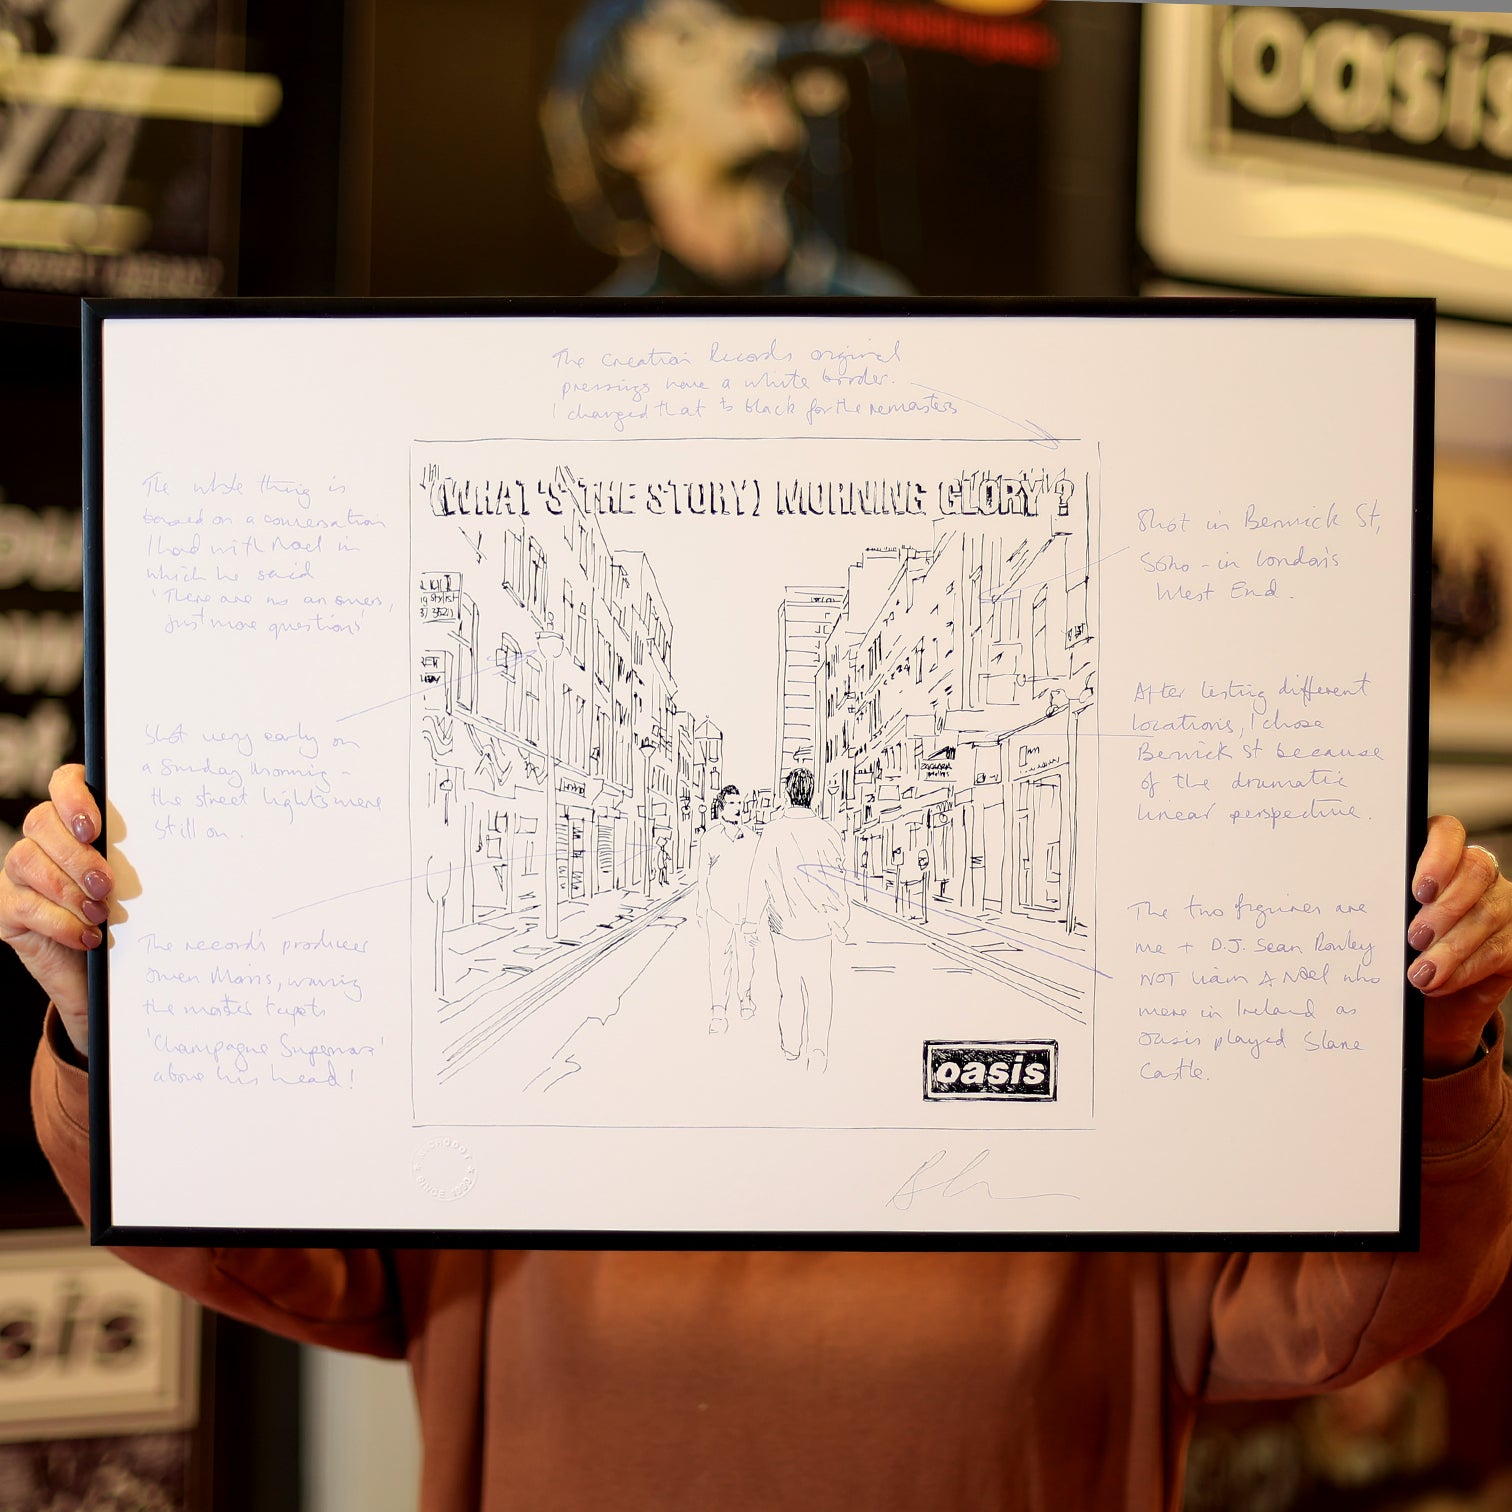 oasis
The Creation Records original
pressings have a white border.
I changed that to black for the remasters
(WHAT'S THE STORY) MORNING GLORY?
The whole thing is
based on a conversation
I had with Noel in
which he said
'There are no answers,
just more questions'
Shot very early on
a Sunday morning -
the street lights were
still on.
The record's producer
Owen Morris, waving
the master tapes
'Champagne Supernova'
above his head!
Shot in Berwick St,
Soho - in London's
West End.
After testing different
locations, I chose
Berwick St because
of the dramatic
linear perspective.
The two figures are
me + D.J. Sean Rowley
NOT Liam & Noel who
were in Ireland as
Oasis played Slane
Castle.
oasis
SINCE